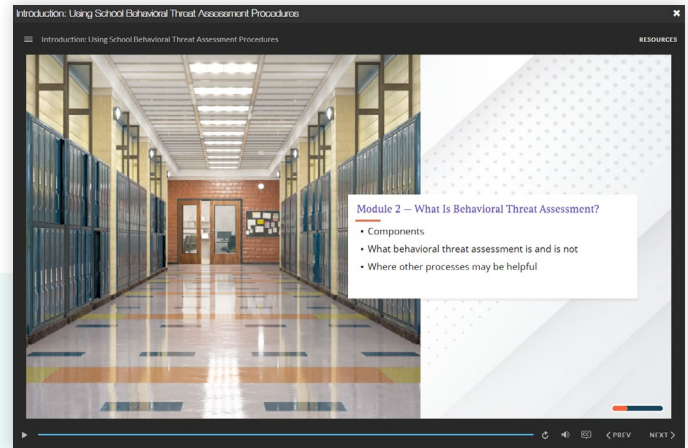 Introduction: Using School Behavioral Threat Assessment Procedures
Introduction: Using School Behavioral Threat Assessment Procedures
RESOURCES
Module 2 — What Is Behavioral Threat Assessment?
• Components
• What behavioral threat assessment is and is not
• Where other processes may be helpful
CC
PREV
NEXT